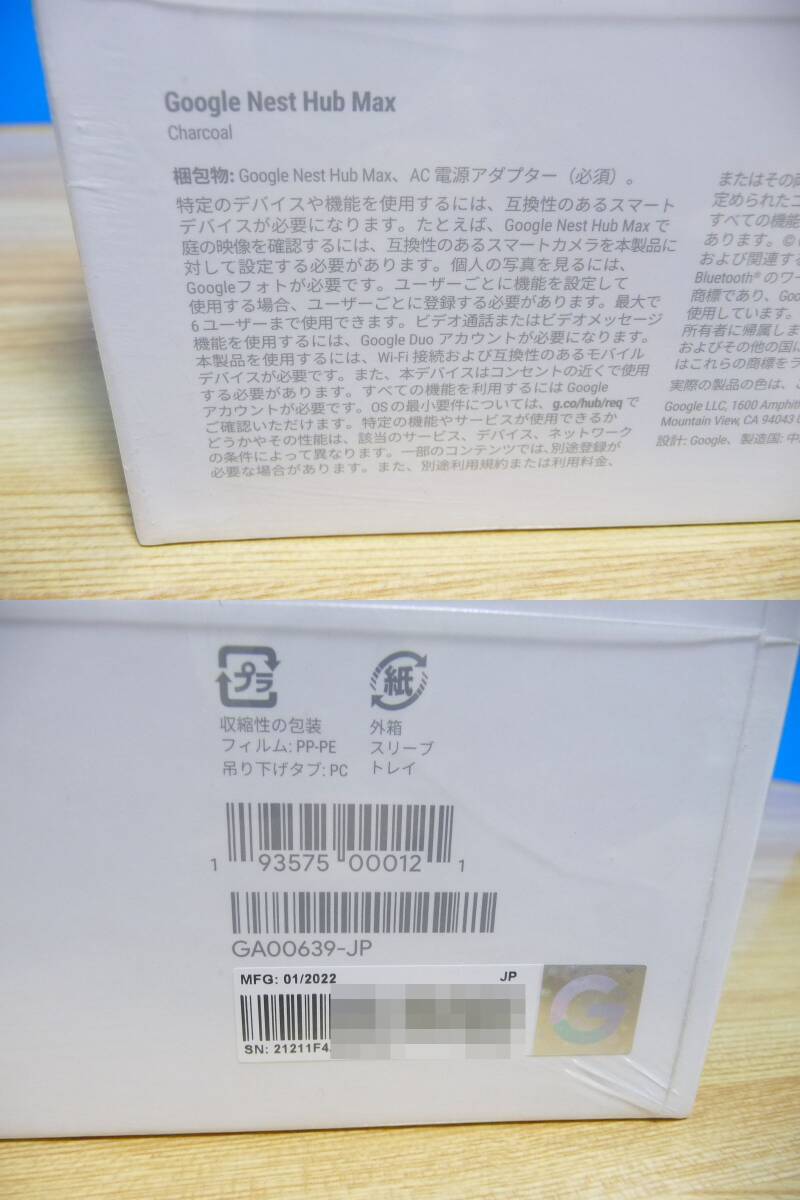 Google Nest Hub Max
Charcoal
梱包物: Google Nest Hub Max、AC 電源アダプター（必須）。
特定のデバイスや機能を使用するには、互換性のあるスマート
デバイスが必要になります。たとえば、Google Nest Hub Max で
庭の映像を確認するには、互換性のあるスマートカメラを本製品に
対して設定する必要があります。個人の写真を見るには、
Googleフォトが必要です。ユーザーごとに機能を設定して
使用する場合、ユーザーごとに登録する必要があります。最大で
6 ユーザーまで使用できます。ビデオ通話またはビデオメッセージ
機能を使用するには、Google Duo アカウントが必要になります。
本製品を使用するには、Wi-Fi 接続および互換性のあるモバイル
デバイスが必要です。また、本デバイスはコンセントの近くで使用
する必要があります。すべての機能を利用するには Google
アカウントが必要です。OSの最小要件については、g.co/hub/req で
ご確認いただけます。特定の機能やサービスが使用できるか
どうかやその性能は、該当のサービス、デバイス、ネットワーク
の条件によって異なります。一部のコンテンツでは、別途登録が
必要な場合があります。また、別途利用規約または利用料金、
またはその両
定められたニ
すべての機能
あります。©
および関連する
Bluetooth® のワー
商標であり、Goo
使用しています。
所有者に帰属しま
およびその他の国に
はこれらの商標をラ
実際の製品の色は、
Google LLC, 1600 Amphith
Mountain View, CA 94043 U
設計: Google、製造国: 中
プラ
収縮性の包装
フィルム: PP-PE
吊り下げタブ: PC
紙
外箱
スリーブ
トレイ
1 93575 00012 1
GA00639-JP
MFG: 01/2022 JP
SN: 21211F4
G